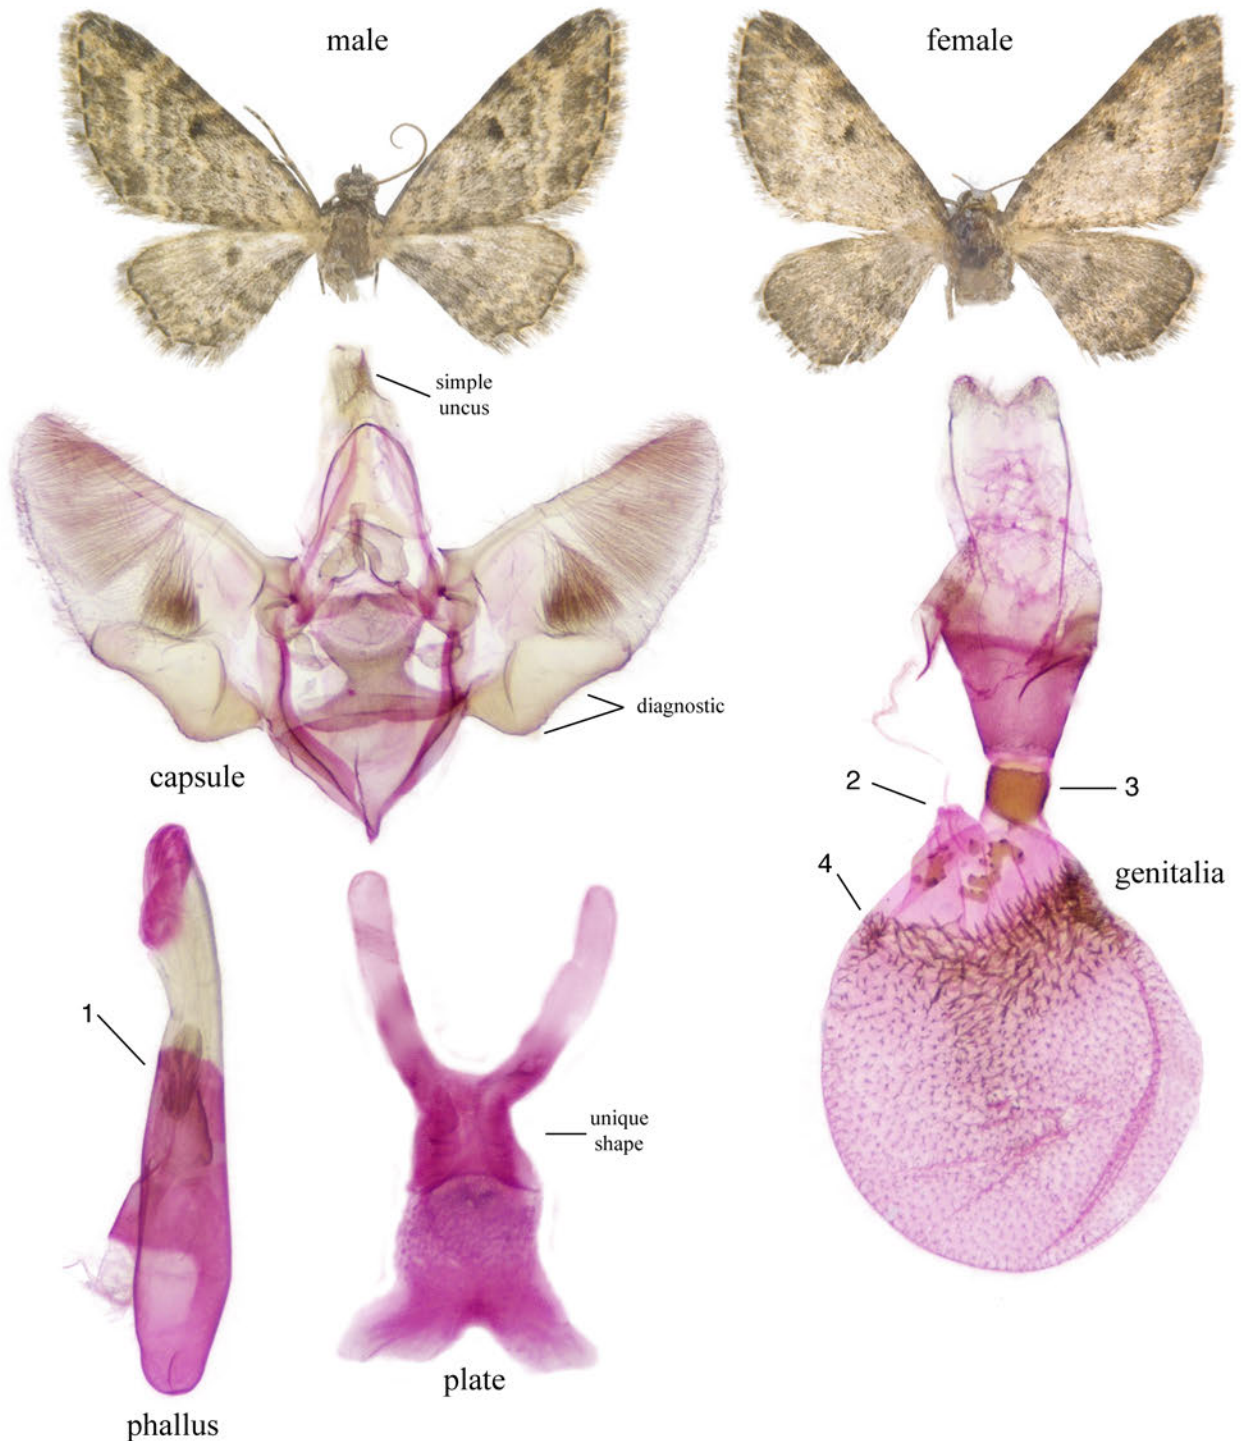 male
female
simple
uncus
diagnostic
capsule
2
3
4
genitalia
1
unique
shape
plate
phallus